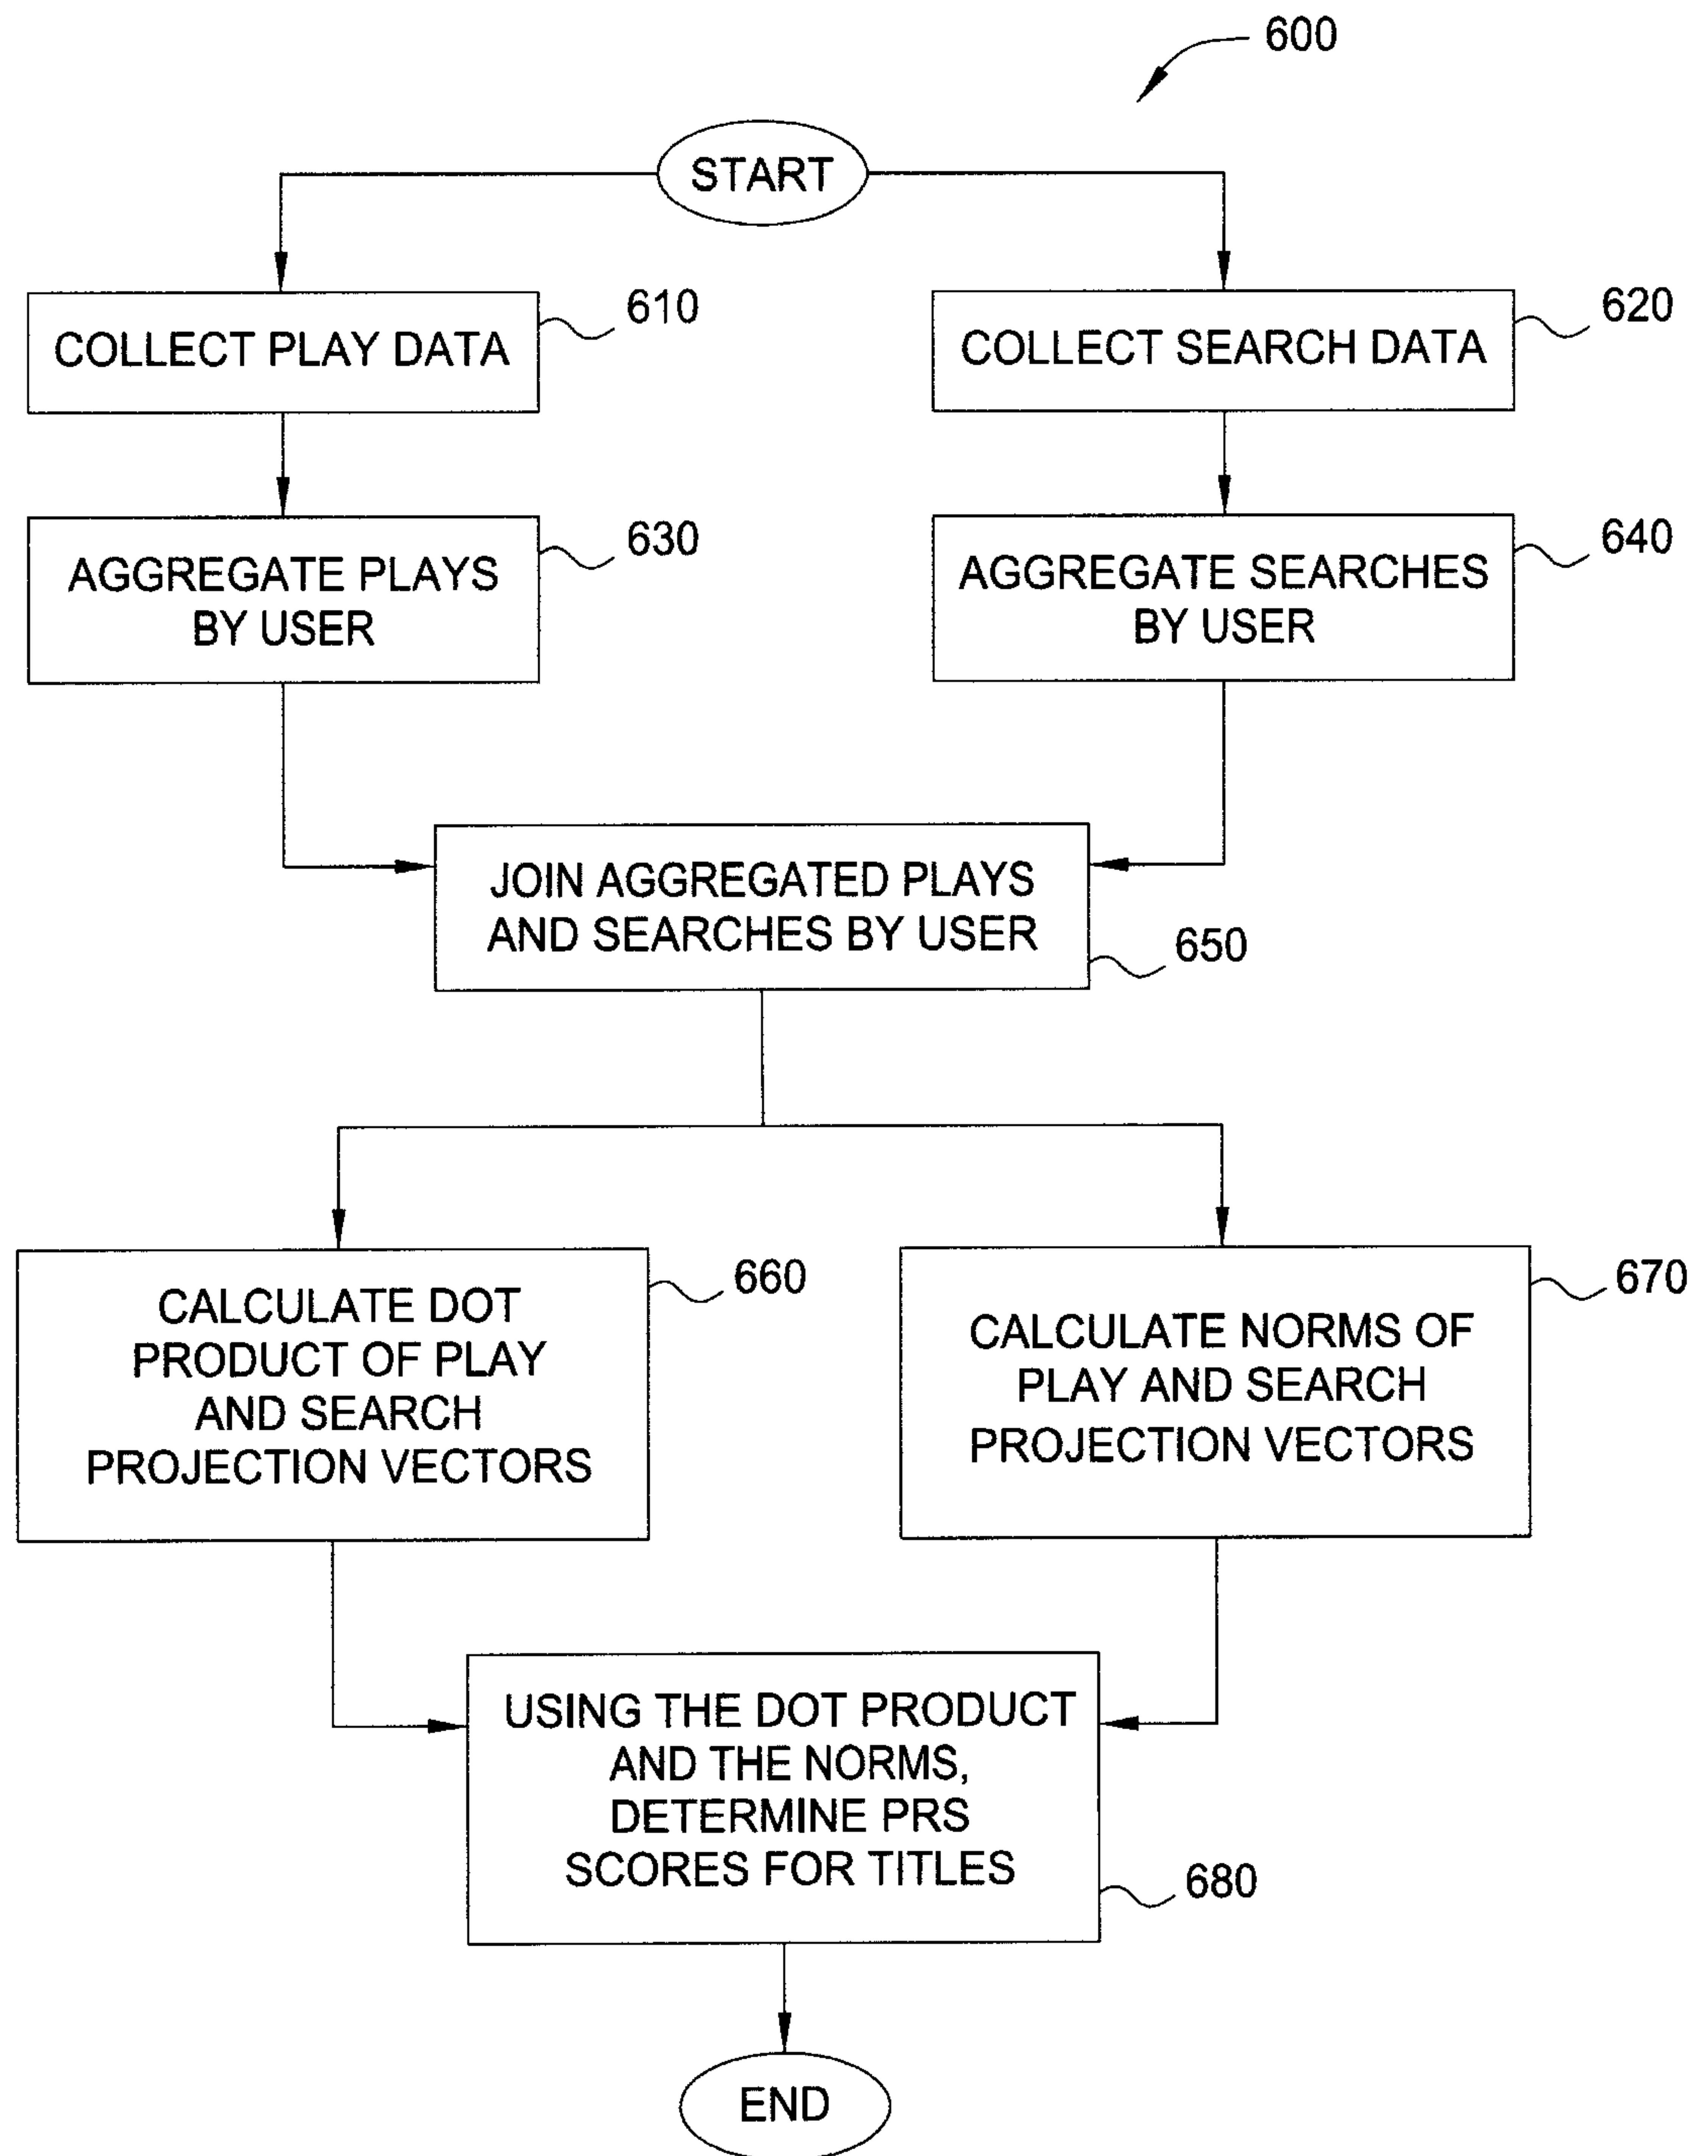 600
START
COLLECT PLAY DATA
610
COLLECT SEARCH DATA
620
AGGREGATE PLAYS
BY USER
630
AGGREGATE SEARCHES
BY USER
640
JOIN AGGREGATED PLAYS
AND SEARCHES BY USER
650
CALCULATE DOT
PRODUCT OF PLAY
AND SEARCH
PROJECTION VECTORS
660
CALCULATE NORMS OF
PLAY AND SEARCH
PROJECTION VECTORS
670
USING THE DOT PRODUCT
AND THE NORMS,
DETERMINE PRS
SCORES FOR TITLES
680
END